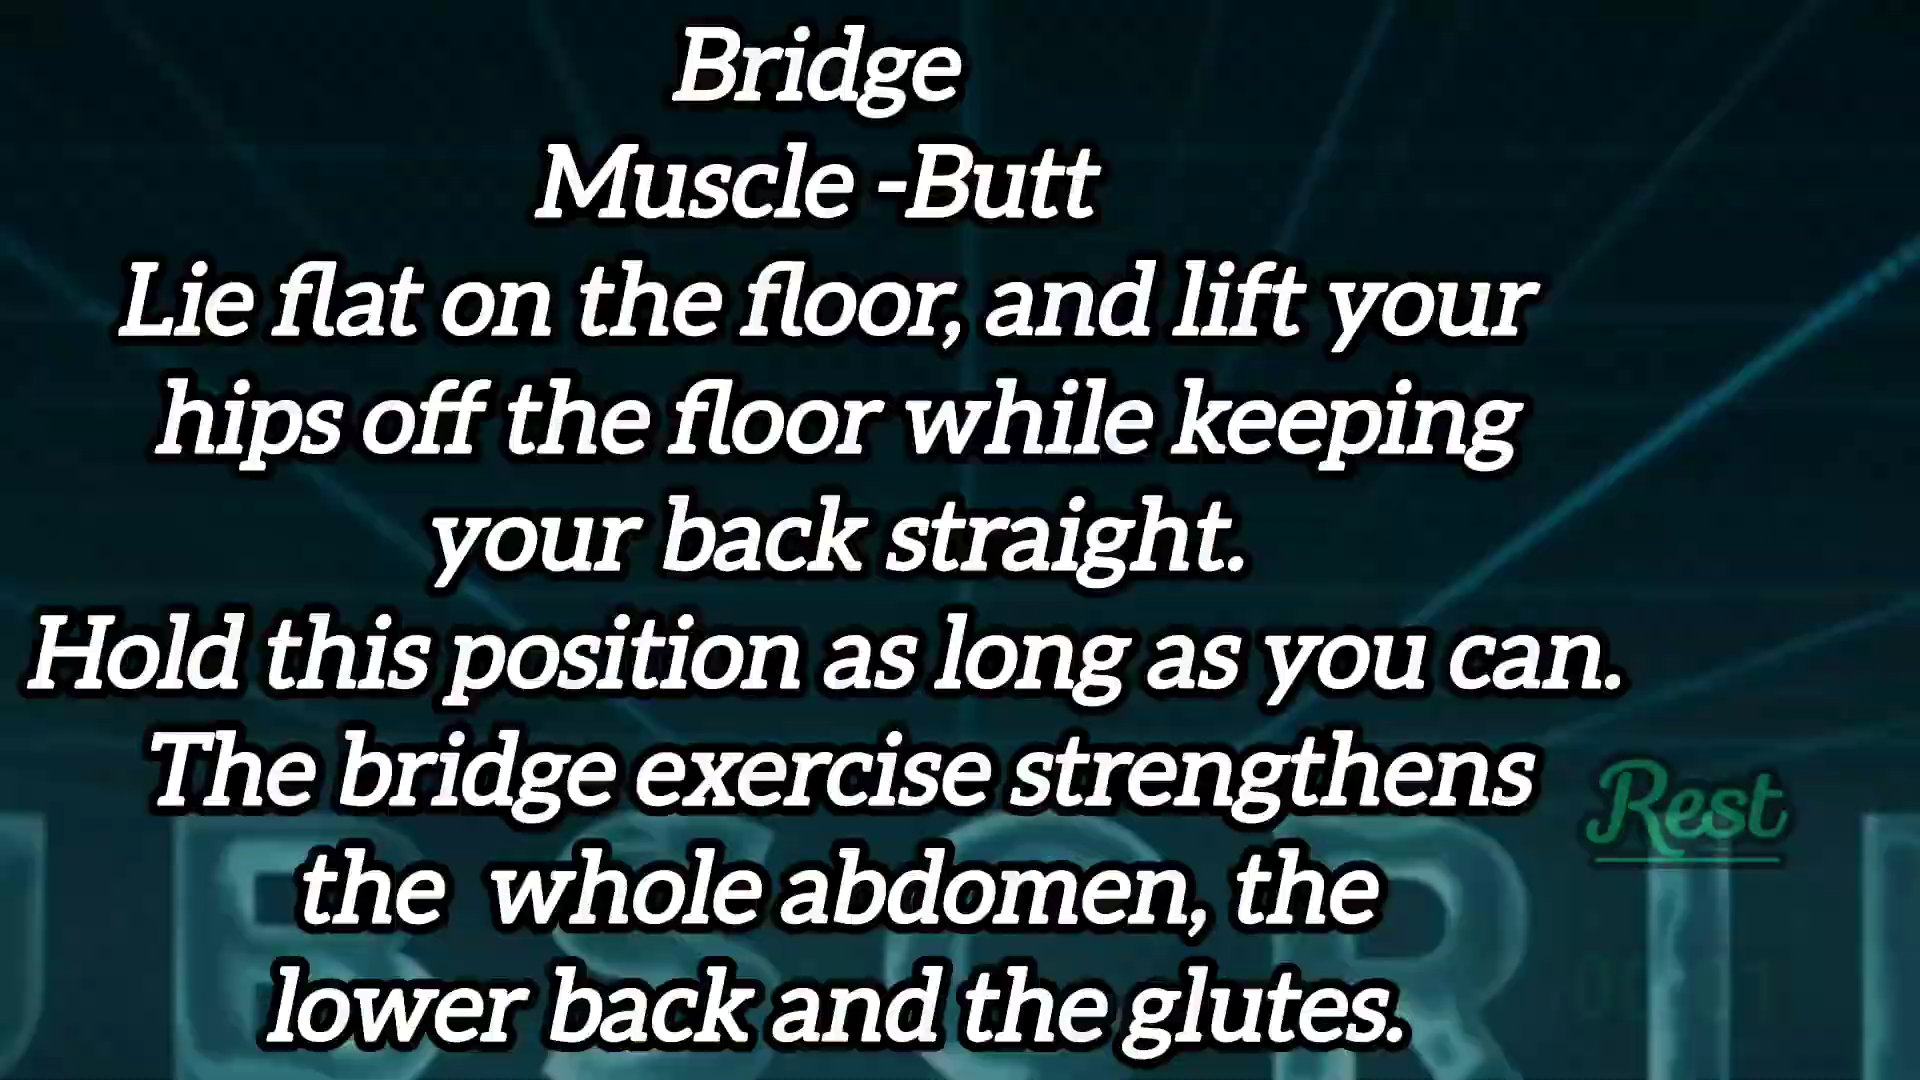 Bridge
Muscle -Butt
Lie flat on the floor, and lift your
hips off the floor while keeping
your back straight.
Hold this position as long as you can.
The bridge exercise strengthens
Rest
the  whole abdomen, the
lower back and the glutes.
UBSCRI